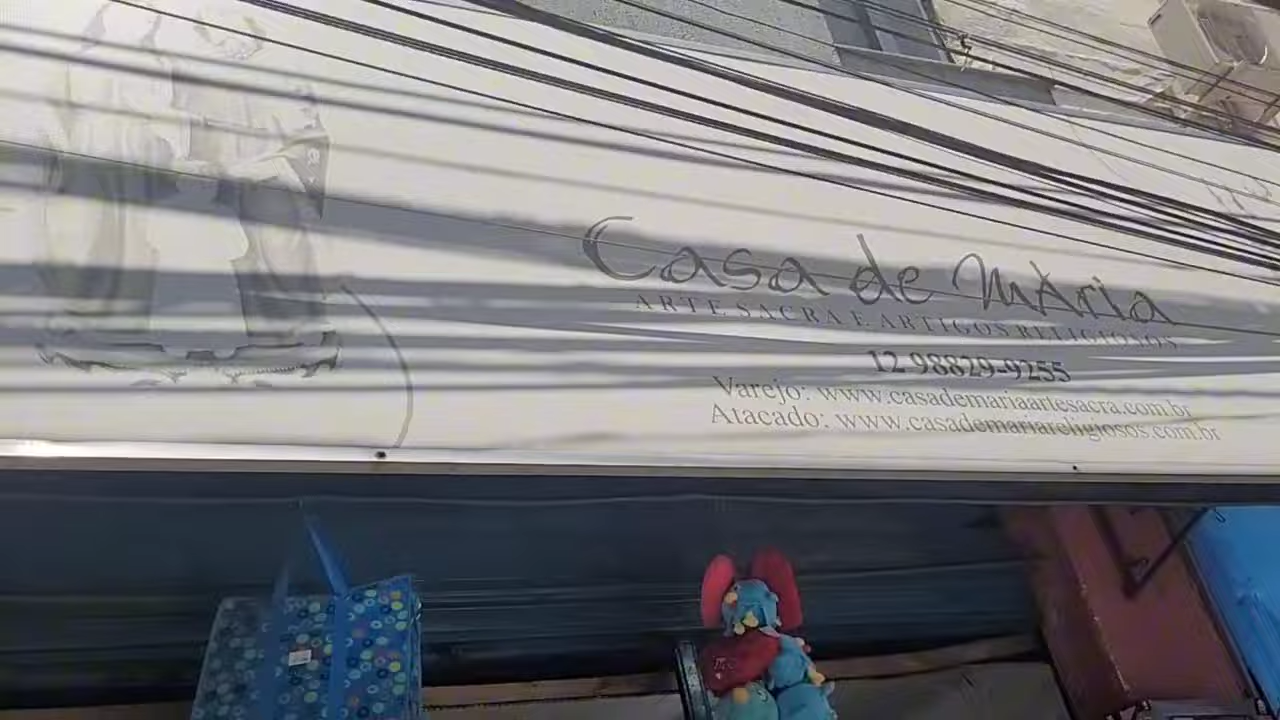 Casa de Maria
ARTE SACRA E ARTIGOS RELIGIOSOS
12 98829-9255
Varejo: www.casademariaartesacra.com.br
Atacado: www.casademariareligiosos.com.br